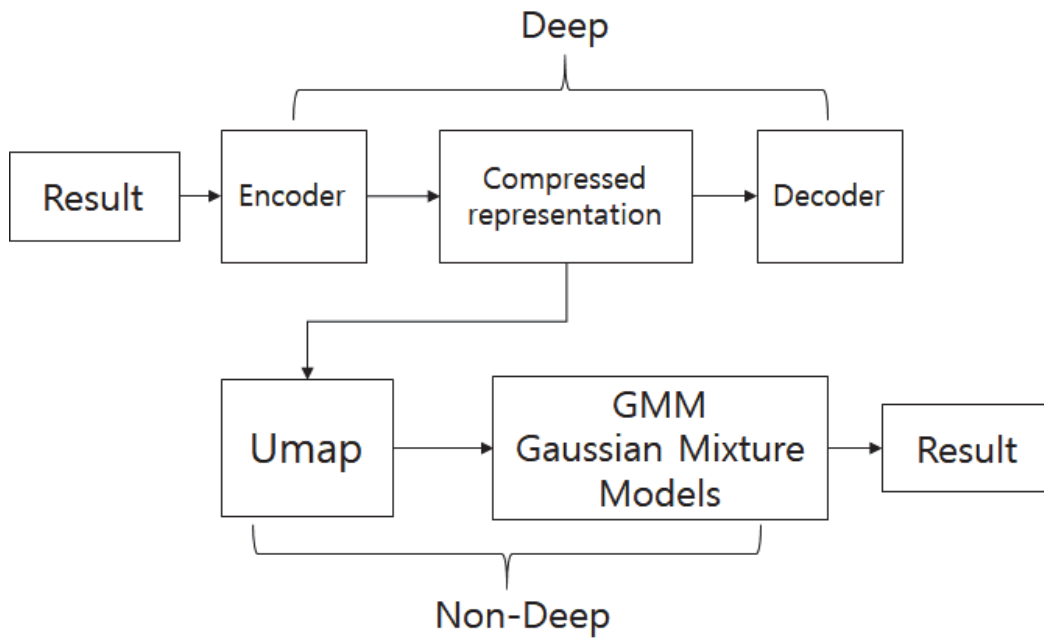 Deep
Result
Encoder
Compressed
representation
Decoder
Umap
GMM
Gaussian Mixture
Models
Result
Non-Deep